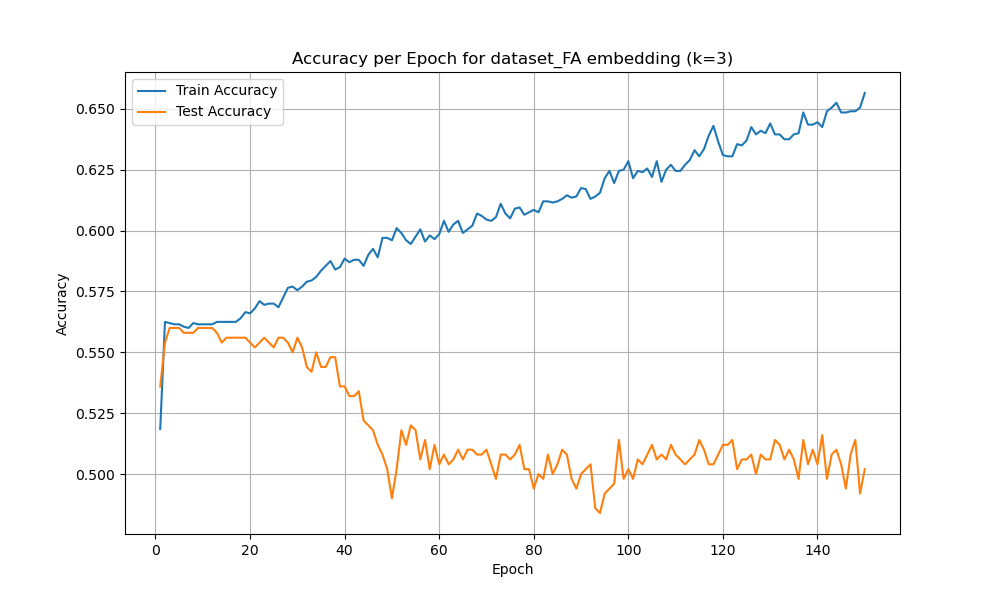 Accuracy per Epoch for dataset_FA embedding (k=3)
Train Accuracy
Test Accuracy
0.650
0.625
0.600
0.575
0.550
0.525
0.500
Accuracy
0 20 40 60 80 100 120 140
Epoch